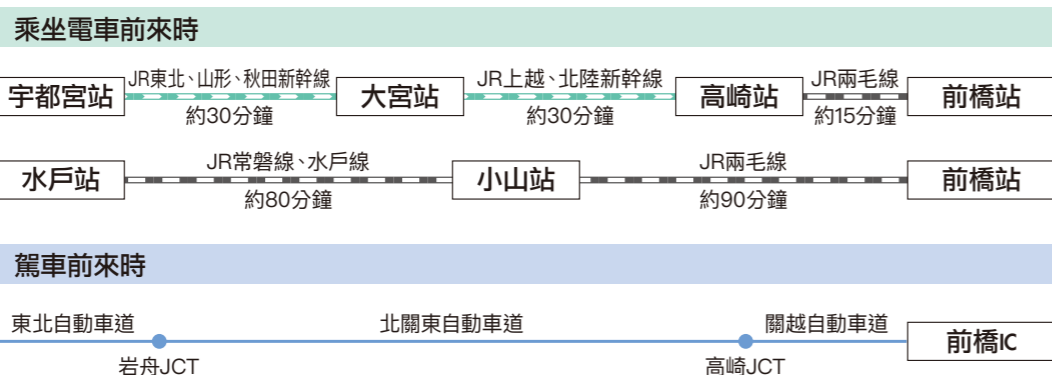 乘坐電車前來時
JR東北、山形、秋田新幹線
JR上越、北陸新幹線
JR兩毛線
宇都宮站
大宮站
高崎站
前橋站
約30分鐘
約30分鐘
約15分鐘
JR常磐線、水戶線
JR兩毛線
水戶站
小山站
前橋站
約80分鐘
約90分鐘
駕車前來時
東北自動車道
北關東自動車道
關越自動車道
前橋IC
岩舟JCT
高崎JCT